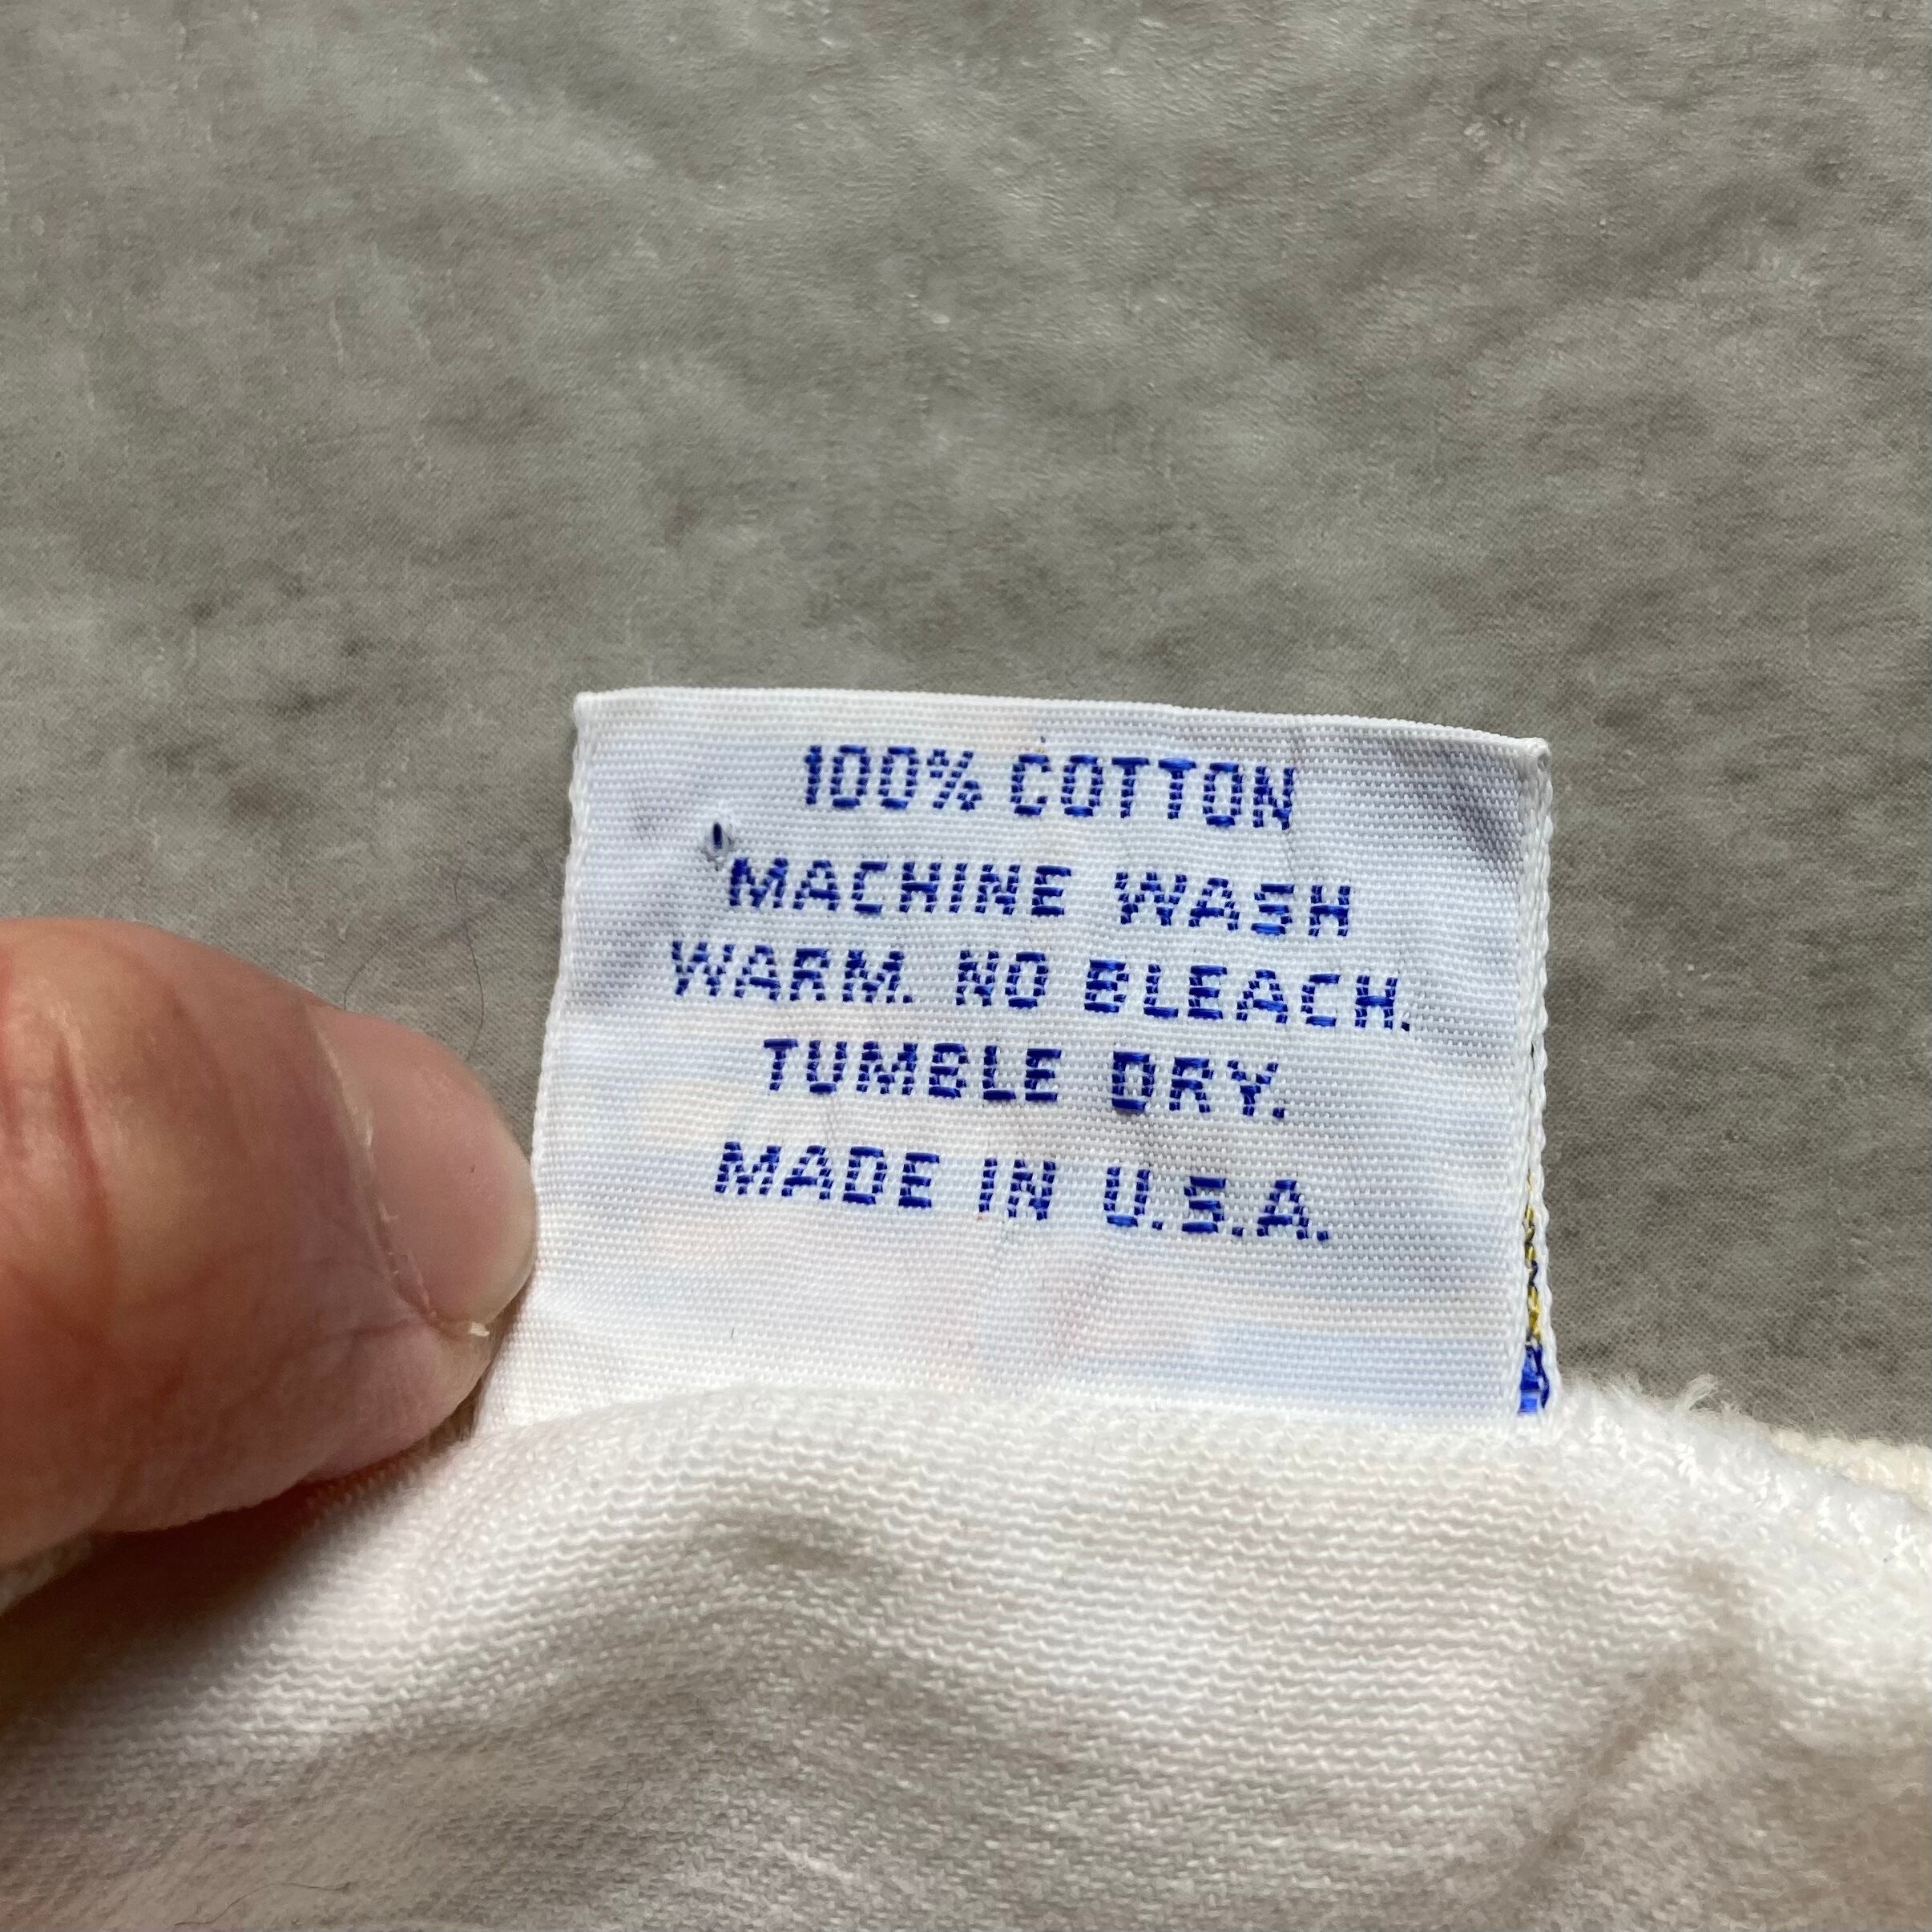 100% COTTON
MACHINE WASH
WARM. NO BLEACH.
TUMBLE DRY.
MADE IN U.S.A.